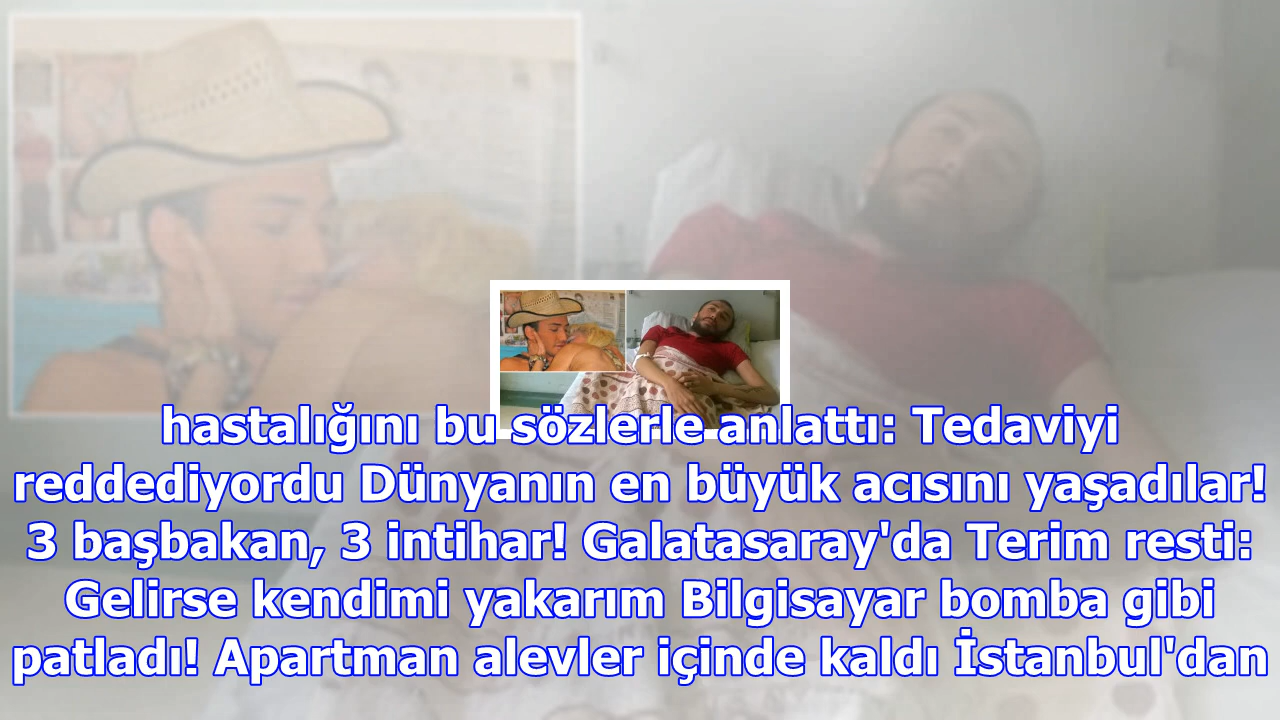 hastalığını bu sözlerle anlattı: Tedaviyi
reddediyordu Dünyanın en büyük acısını yaşadılar!
3 başbakan, 3 intihar! Galatasaray'da Terim resti:
Gelirse kendimi yakarım Bilgisayar bomba gibi
patladı! Apartman alevler içinde kaldı İstanbul'dan